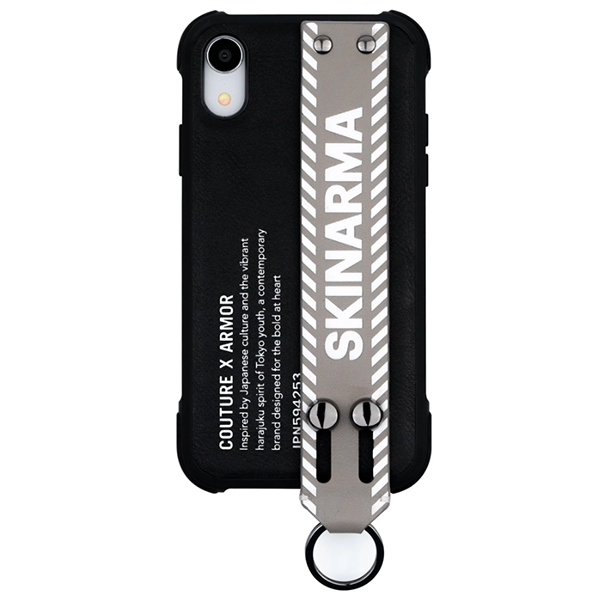 SKINARMA
COUTURE X ARMOR
Inspired by Japanese culture and the vibrant
harajuku spirit of Tokyo youth, a contemporary
brand designed for the bold at heart
IPN594253